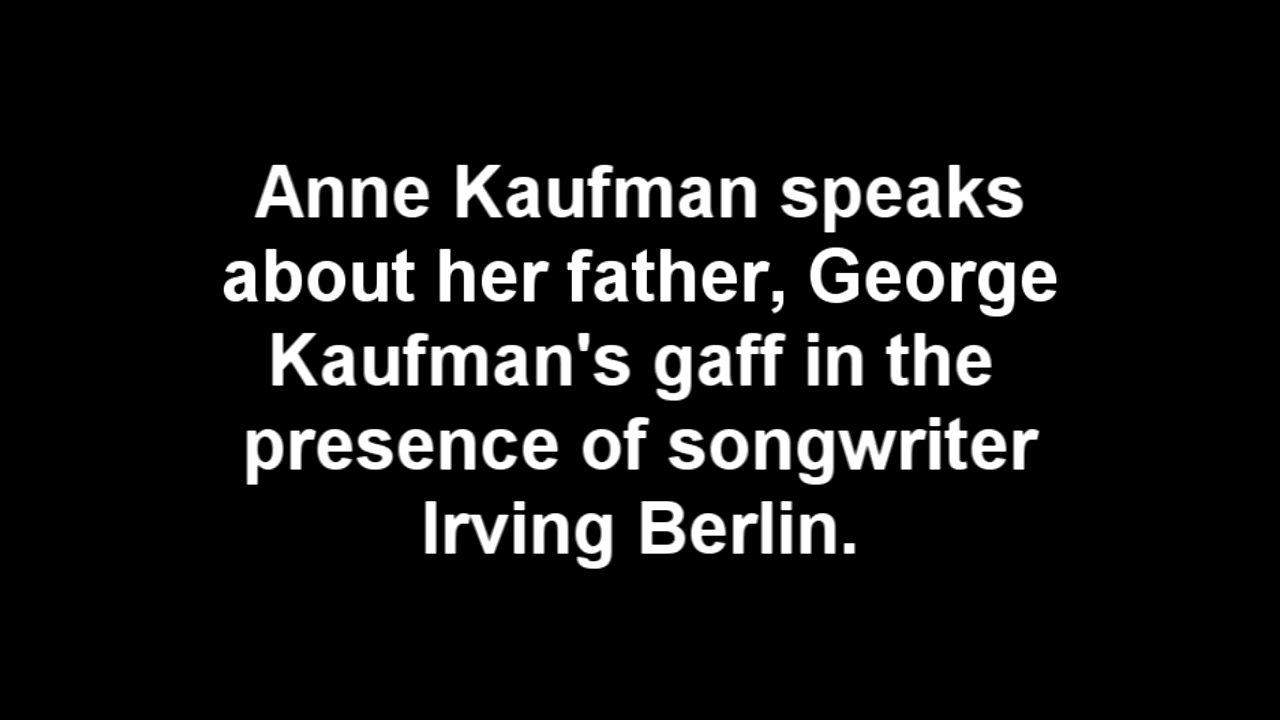 Anne Kaufman speaks
about her father, George
Kaufman's gaff in the
presence of songwriter
Irving Berlin.